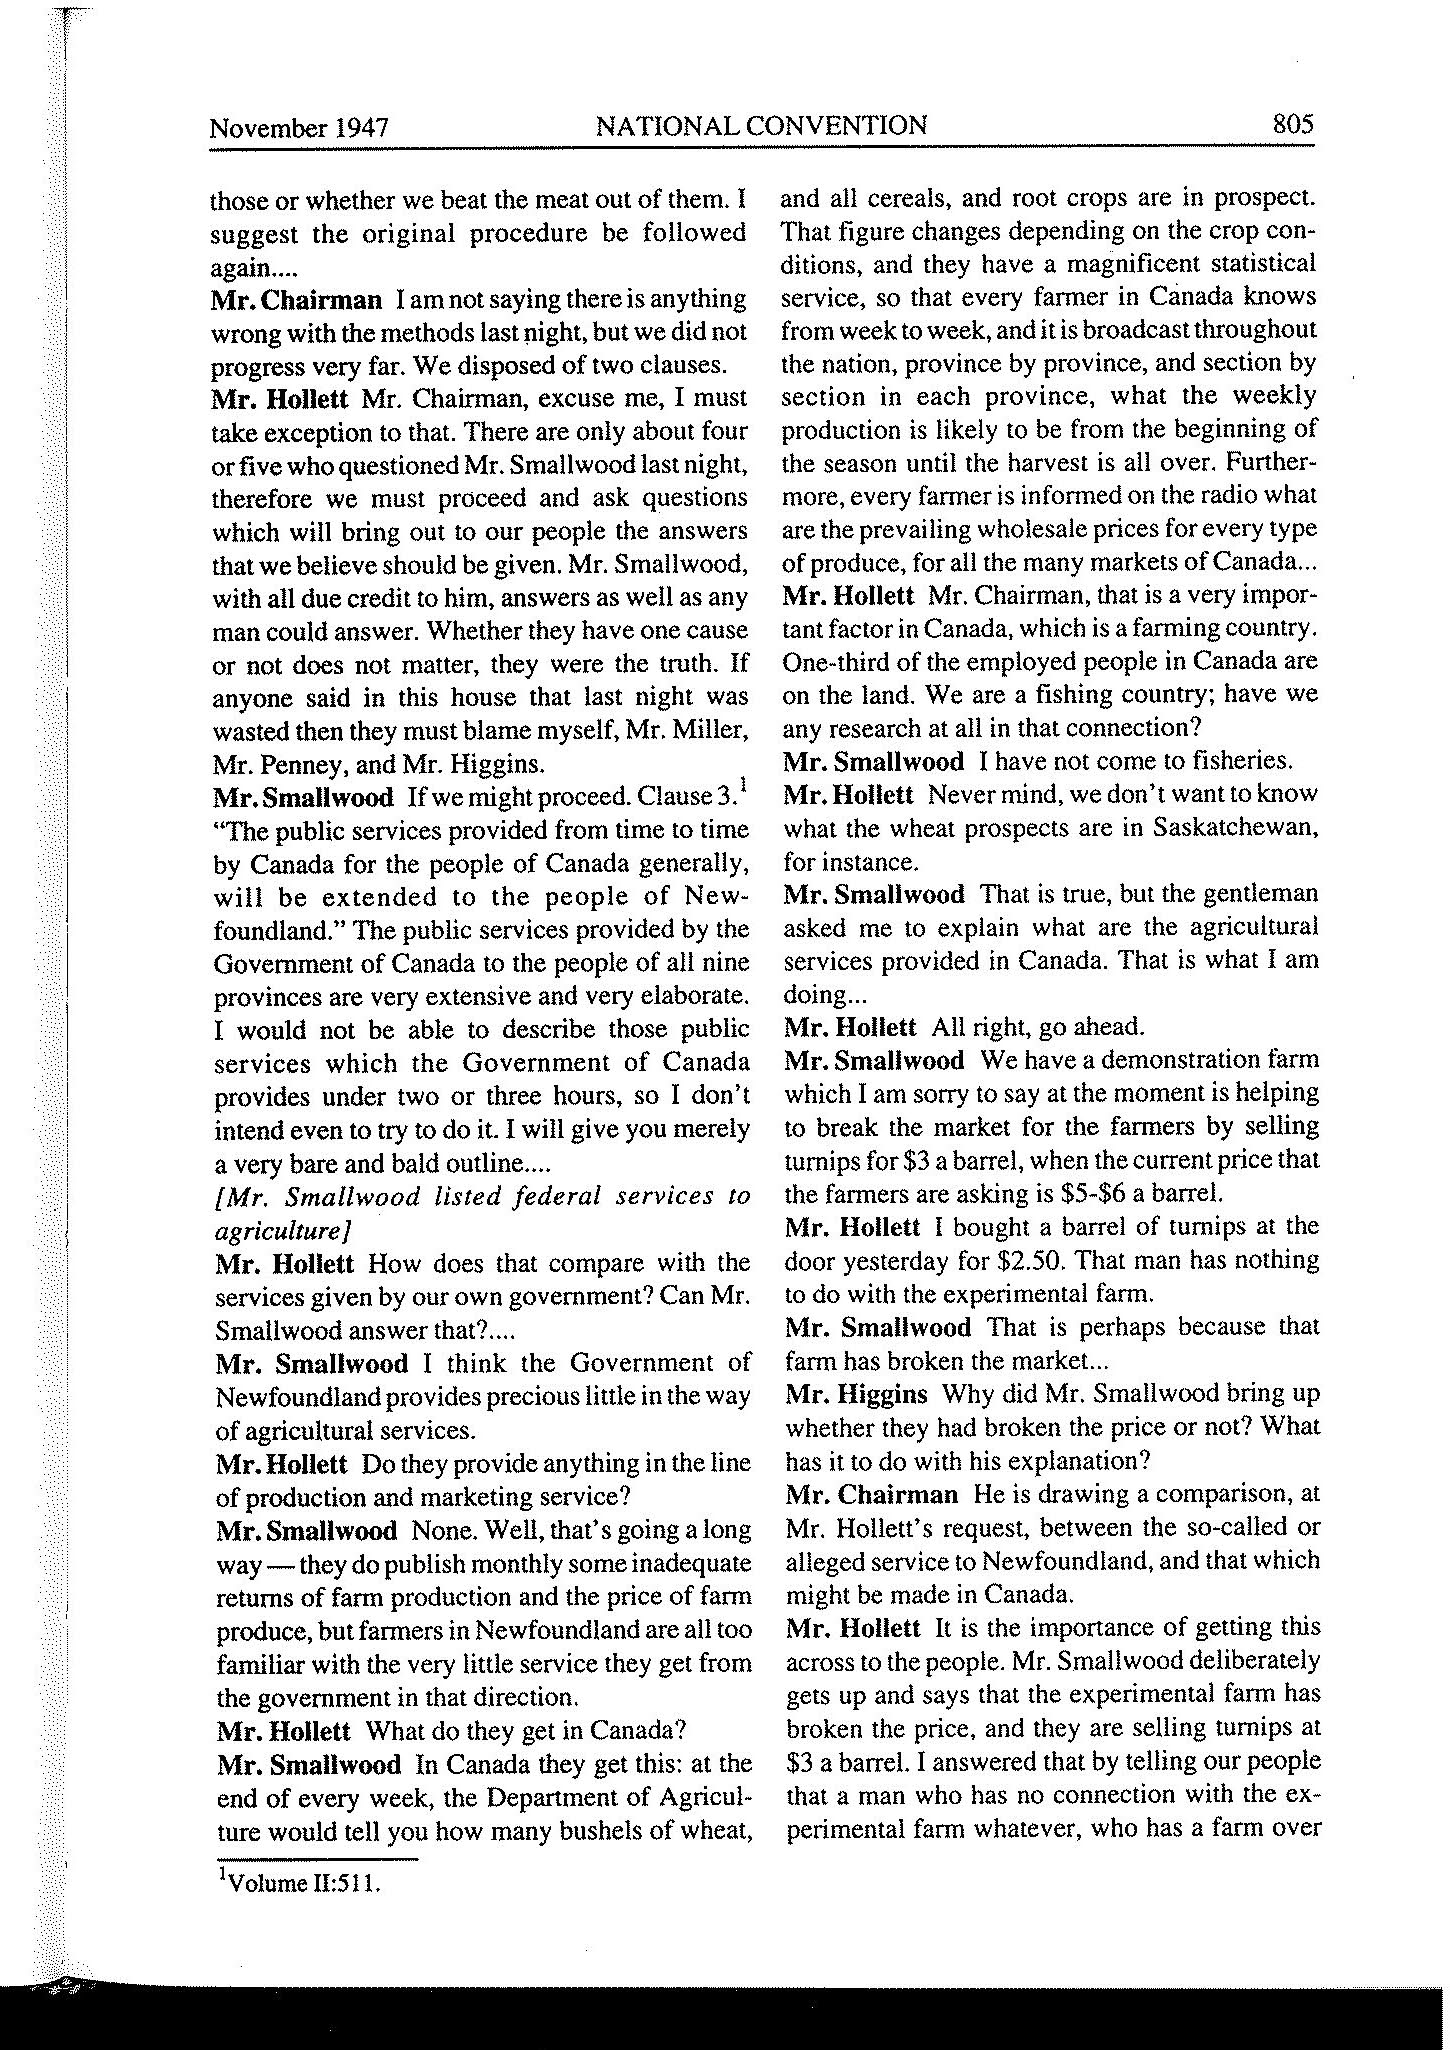 November 1947 NATIONAL CONVENTION 805
those or whether we beat the meat out of them. I
suggest the original procedure be followed
again....
Mr. Chairman I am not saying there is anything
wrong with the methods last night, but we did not
progress very far. We disposed of two clauses.
Mr. Hollett Mr. Chairman, excuse me, I must
take exception to that. There are only about four
or five who questioned Mr. Smallwood last night,
therefore we must proceed and ask questions
which will bring out to our people the answers
that we believe should be given. Mr. Smallwood,
with all due credit to him, answers as well as any
man could answer. Whether they have one cause
or not does not matter, they were the truth. If
anyone said in this house that last night was
wasted then they must blame myself, Mr. Miller,
Mr. Penney, and Mr. Higgins.
Mr. Smallwood If we might proceed. Clause 3.¹
“The public services provided from time to time
by Canada for the people of Canada generally,
will be extended to the people of New-
foundland.” The public services provided by the
Government of Canada to the people of all nine
provinces are very extensive and very elaborate.
I would not be able to describe those public
services which the Government of Canada
provides under two or three hours, so I don't
intend even to try to do it. I will give you merely
a very bare and bald outline....
[Mr. Smallwood listed federal services to
agriculture]
Mr. Hollett How does that compare with the
services given by our own government? Can Mr.
Smallwood answer that?....
Mr. Smallwood I think the Government of
Newfoundland provides precious little in the way
of agricultural services.
Mr. Hollett Do they provide anything in the line
of production and marketing service?
Mr. Smallwood None. Well, that's going a long
way — they do publish monthly some inadequate
returns of farm production and the price of farm
produce, but farmers in Newfoundland are all too
familiar with the very little service they get from
the government in that direction.
Mr. Hollett What do they get in Canada?
Mr. Smallwood In Canada they get this: at the
end of every week, the Department of Agricul-
ture would tell you how many bushels of wheat,
¹Volume II:511.
and all cereals, and root crops are in prospect.
That figure changes depending on the crop con-
ditions, and they have a magnificent statistical
service, so that every farmer in Canada knows
from week to week, and it is broadcast throughout
the nation, province by province, and section by
section in each province, what the weekly
production is likely to be from the beginning of
the season until the harvest is all over. Further-
more, every farmer is informed on the radio what
are the prevailing wholesale prices for every type
of produce, for all the many markets of Canada...
Mr. Hollett Mr. Chairman, that is a very impor-
tant factor in Canada, which is a farming country.
One-third of the employed people in Canada are
on the land. We are a fishing country; have we
any research at all in that connection?
Mr. Smallwood I have not come to fisheries.
Mr. Hollett Never mind, we don't want to know
what the wheat prospects are in Saskatchewan,
for instance.
Mr. Smallwood That is true, but the gentleman
asked me to explain what are the agricultural
services provided in Canada. That is what I am
doing...
Mr. Hollett All right, go ahead.
Mr. Smallwood We have a demonstration farm
which I am sorry to say at the moment is helping
to break the market for the farmers by selling
turnips for $3 a barrel, when the current price that
the farmers are asking is $5-$6 a barrel.
Mr. Hollett I bought a barrel of turnips at the
door yesterday for $2.50. That man has nothing
to do with the experimental farm.
Mr. Smallwood That is perhaps because that
farm has broken the market...
Mr. Higgins Why did Mr. Smallwood bring up
whether they had broken the price or not? What
has it to do with his explanation?
Mr. Chairman He is drawing a comparison, at
Mr. Hollett's request, between the so-called or
alleged service to Newfoundland, and that which
might be made in Canada.
Mr. Hollett It is the importance of getting this
across to the people. Mr. Smallwood deliberately
gets up and says that the experimental farm has
broken the price, and they are selling turnips at
$3 a barrel. I answered that by telling our people
that a man who has no connection with the ex-
perimental farm whatever, who has a farm over